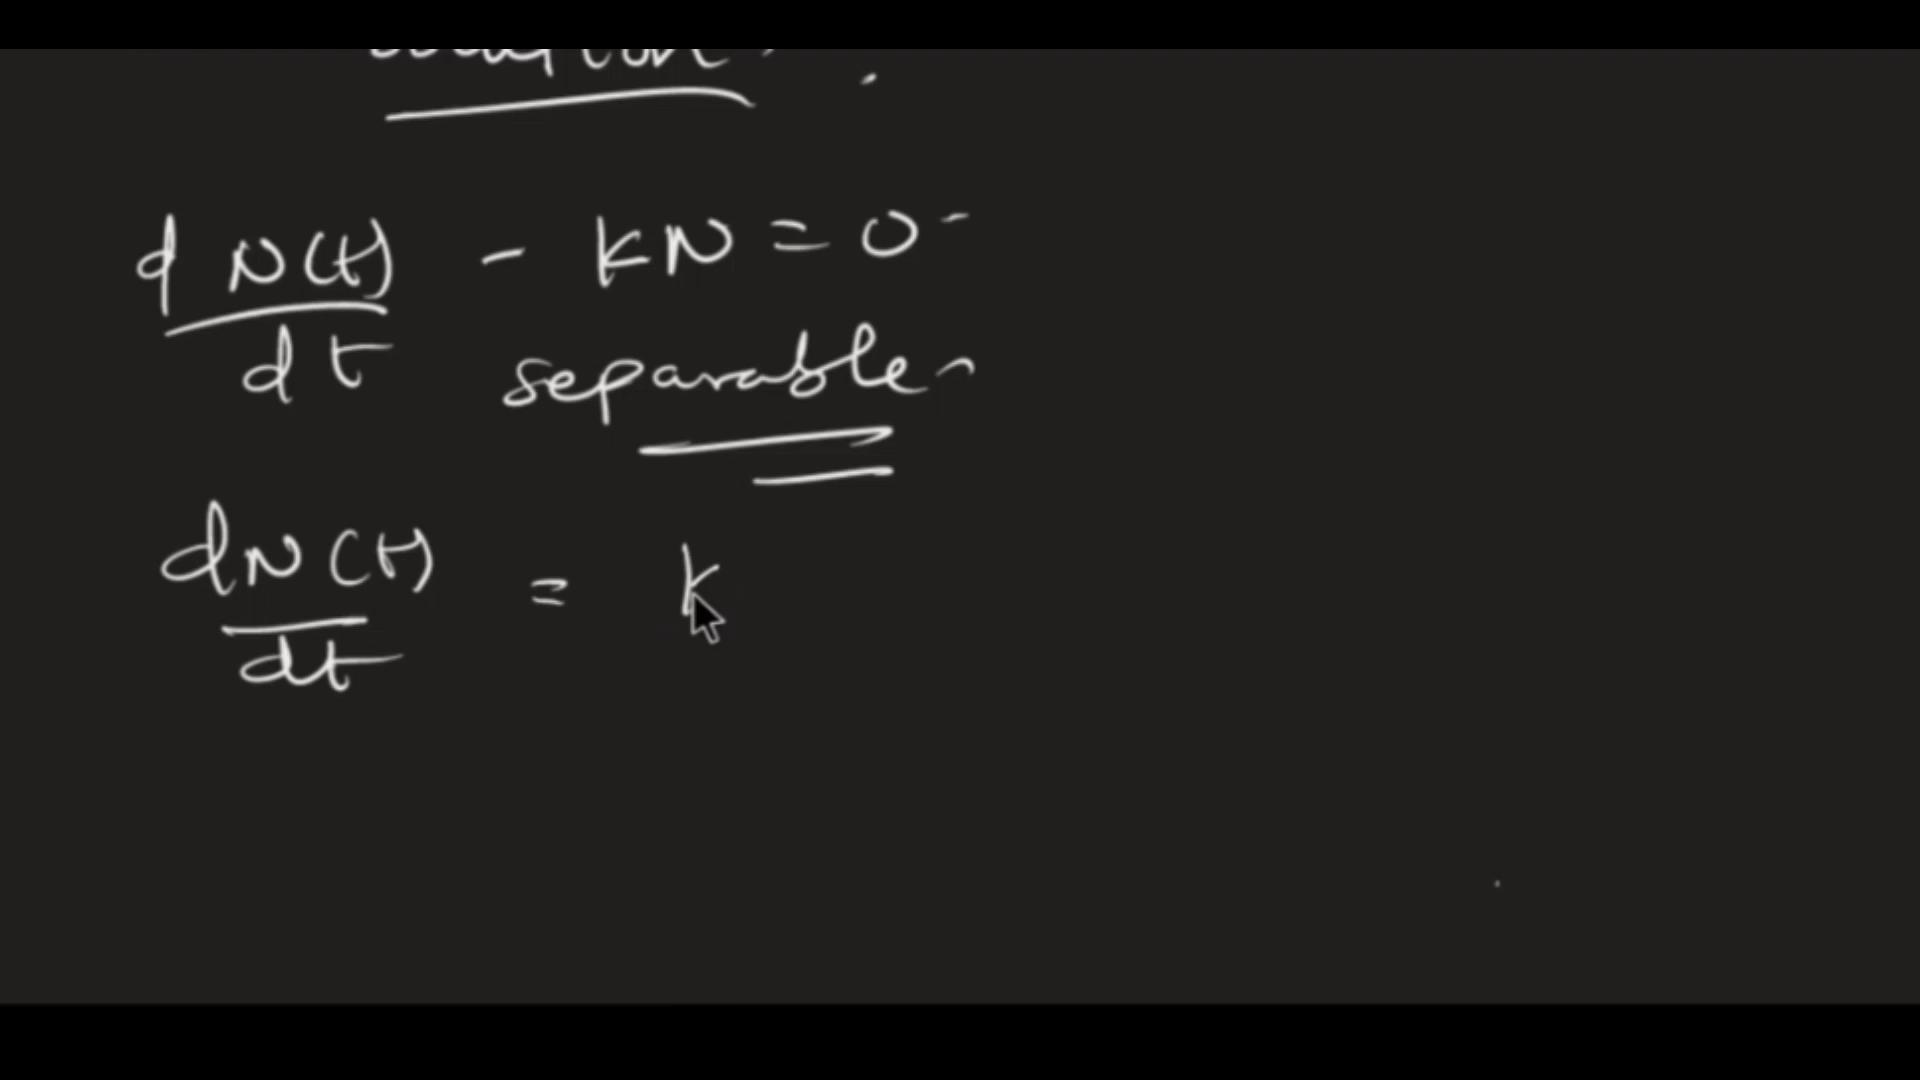 d N(t) - kN = 0
dt separable
dN(t) = k
dt